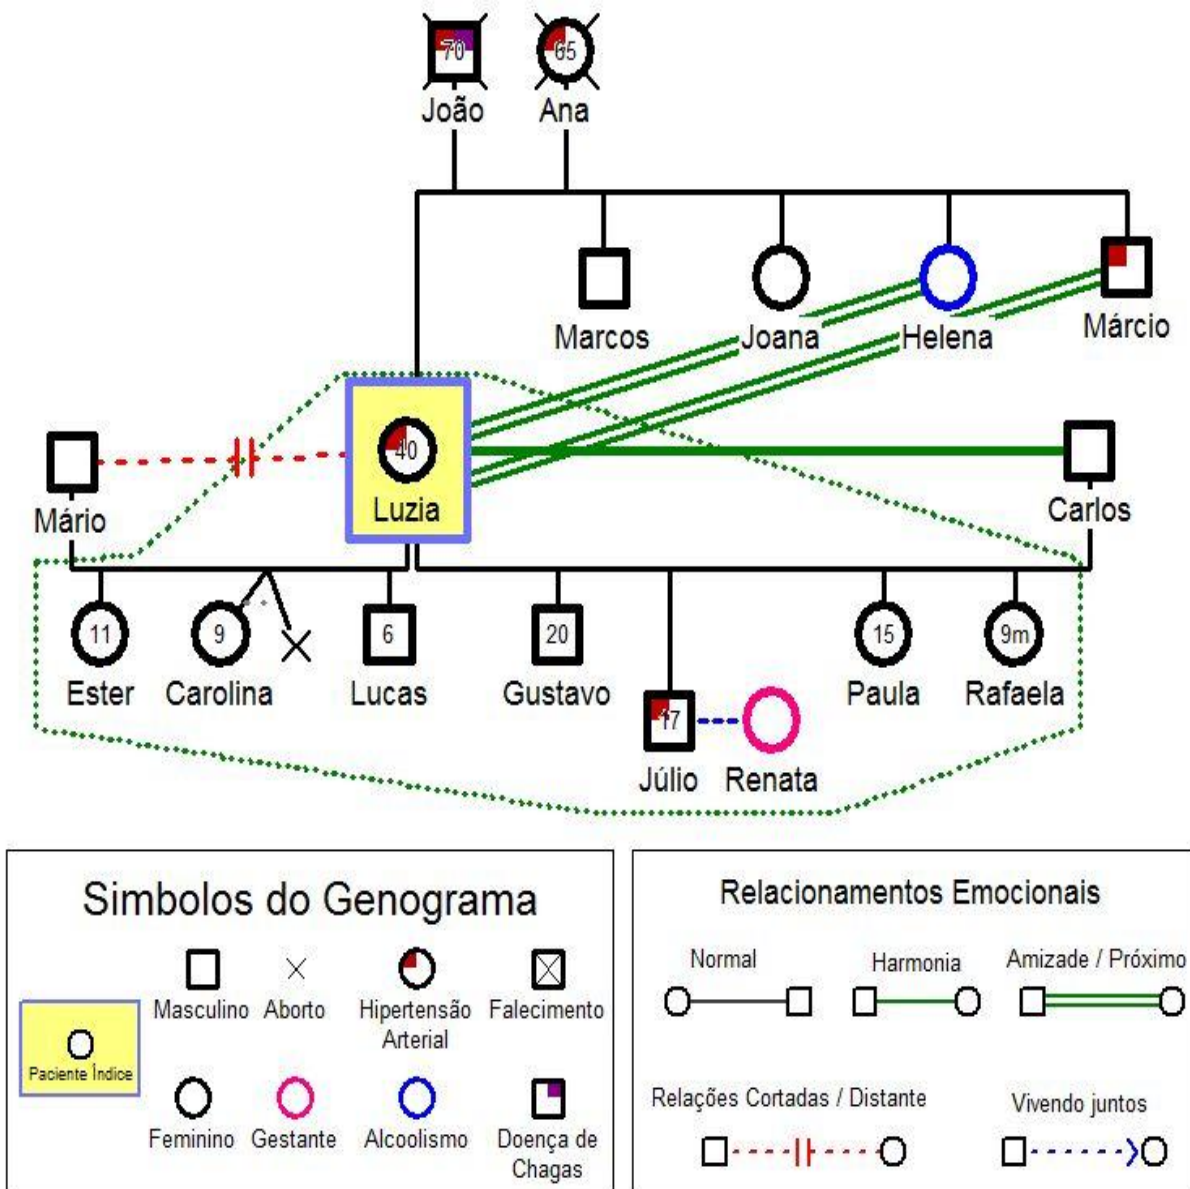 70
65
João
Ana
Marcos
Joana
Helena
Márcio
40
Luzia
Mário
Carlos
11
9
6
20
15
9m
Ester
Carolina
Lucas
Gustavo
Paula
Rafaela
17
Júlio
Renata
Simbolos do Genograma
Masculino
Aborto
Hipertensão
Arterial
Falecimento
Paciente Índice
Feminino
Gestante
Alcoolismo
Doença de
Chagas
Relacionamentos Emocionais
Normal
Harmonia
Amizade / Próximo
Relações Cortadas / Distante
Vivendo juntos